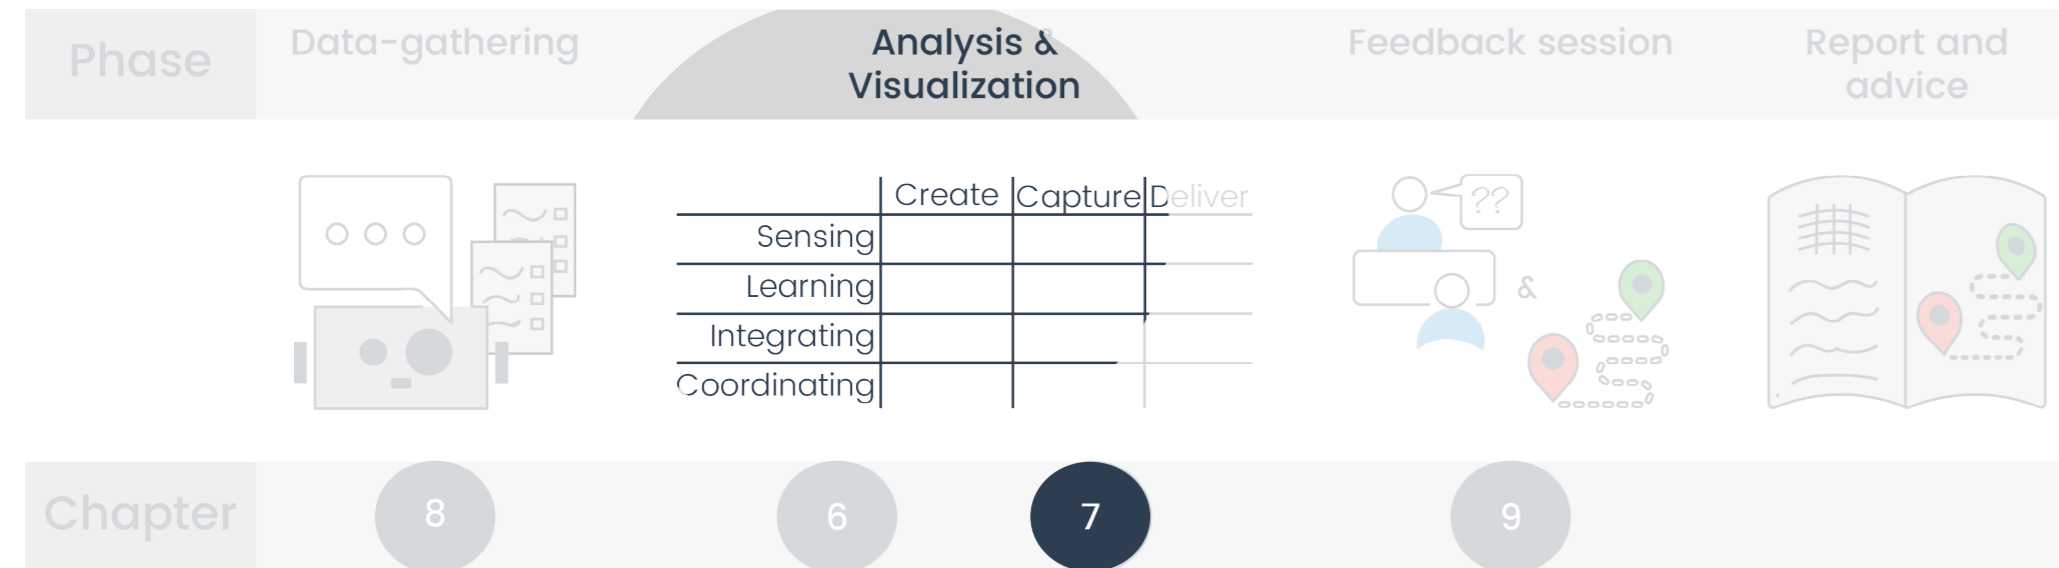 Phase
Data-gathering
Analysis &
Visualization
Feedback session
Report and
advice
Create
Capture
Deliver
Sensing
Learning
Integrating
Coordinating
??
&
Chapter
8
6
7
9